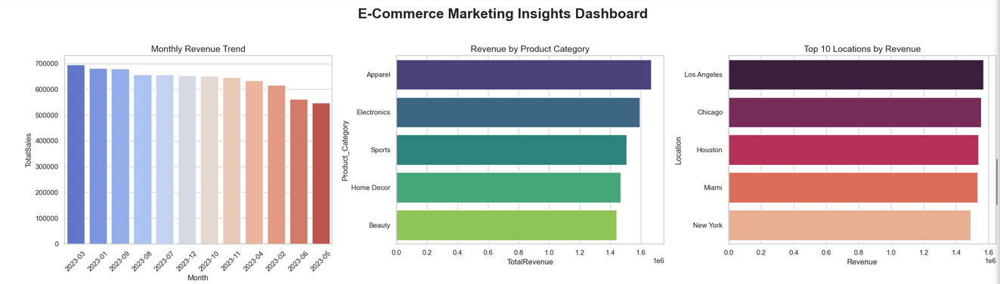 E-Commerce Marketing Insights Dashboard
Monthly Revenue Trend
TotalSales
700000
600000
500000
400000
300000
200000
100000
0
2023-03
2023-01
2023-09
2023-08
2023-07
2023-12
2023-10
2023-11
2023-04
2023-02
2023-06
2023-05
Month
Revenue by Product Category
Product_Category
Apparel
Electronics
Sports
Home Decor
Beauty
0.0 0.2 0.4 0.6 0.8 1.0 1.2 1.4 1.6
1e6
TotalRevenue
Top 10 Locations by Revenue
Location
Los Angeles
Chicago
Houston
Miami
New York
0.0 0.2 0.4 0.6 0.8 1.0 1.2 1.4 1.6
1e6
Revenue